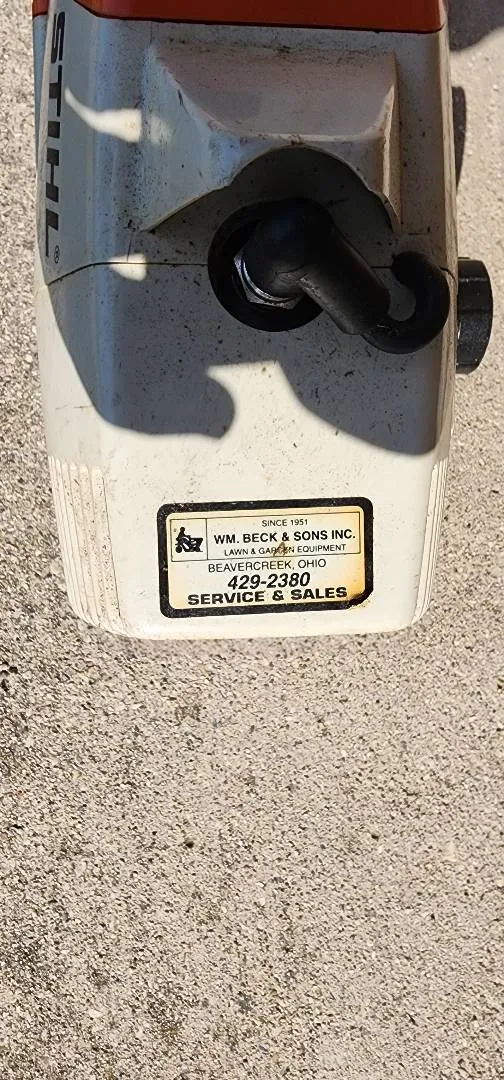 STIHL®
SINCE 1951
WM. BECK & SONS INC.
LAWN & GARDEN EQUIPMENT
BEAVERCREEK, OHIO
429-2380
SERVICE & SALES